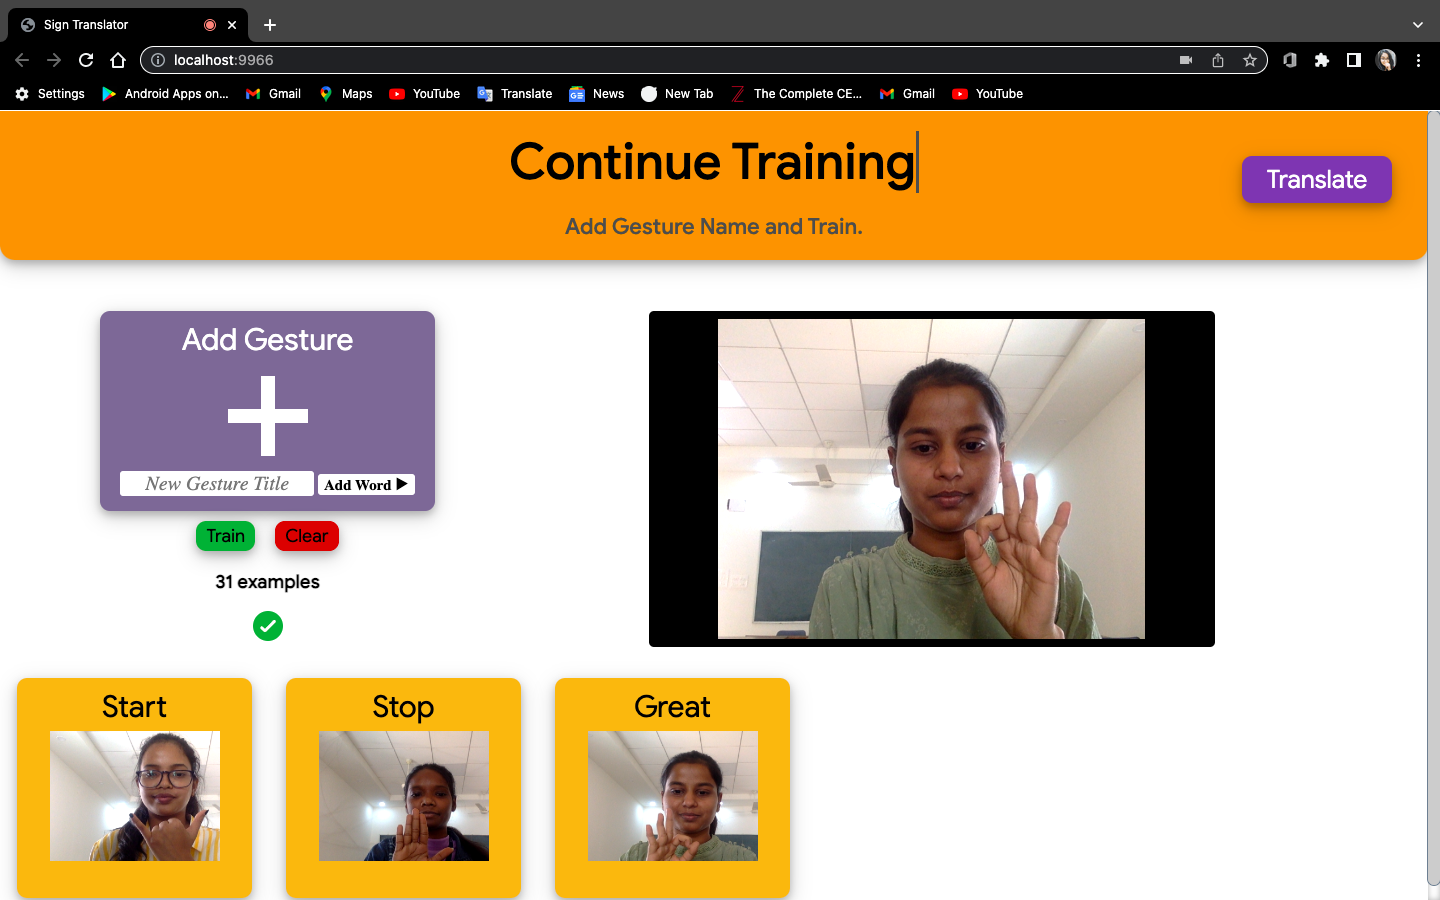 Sign Translator
localhost:9966
Settings Android Apps on... Gmail Maps YouTube Translate News New Tab The Complete CE... Gmail YouTube
Continue Training
Translate
Add Gesture Name and Train.
Add Gesture
New Gesture Title Add Word
Train Clear
31 examples
Start Stop Great